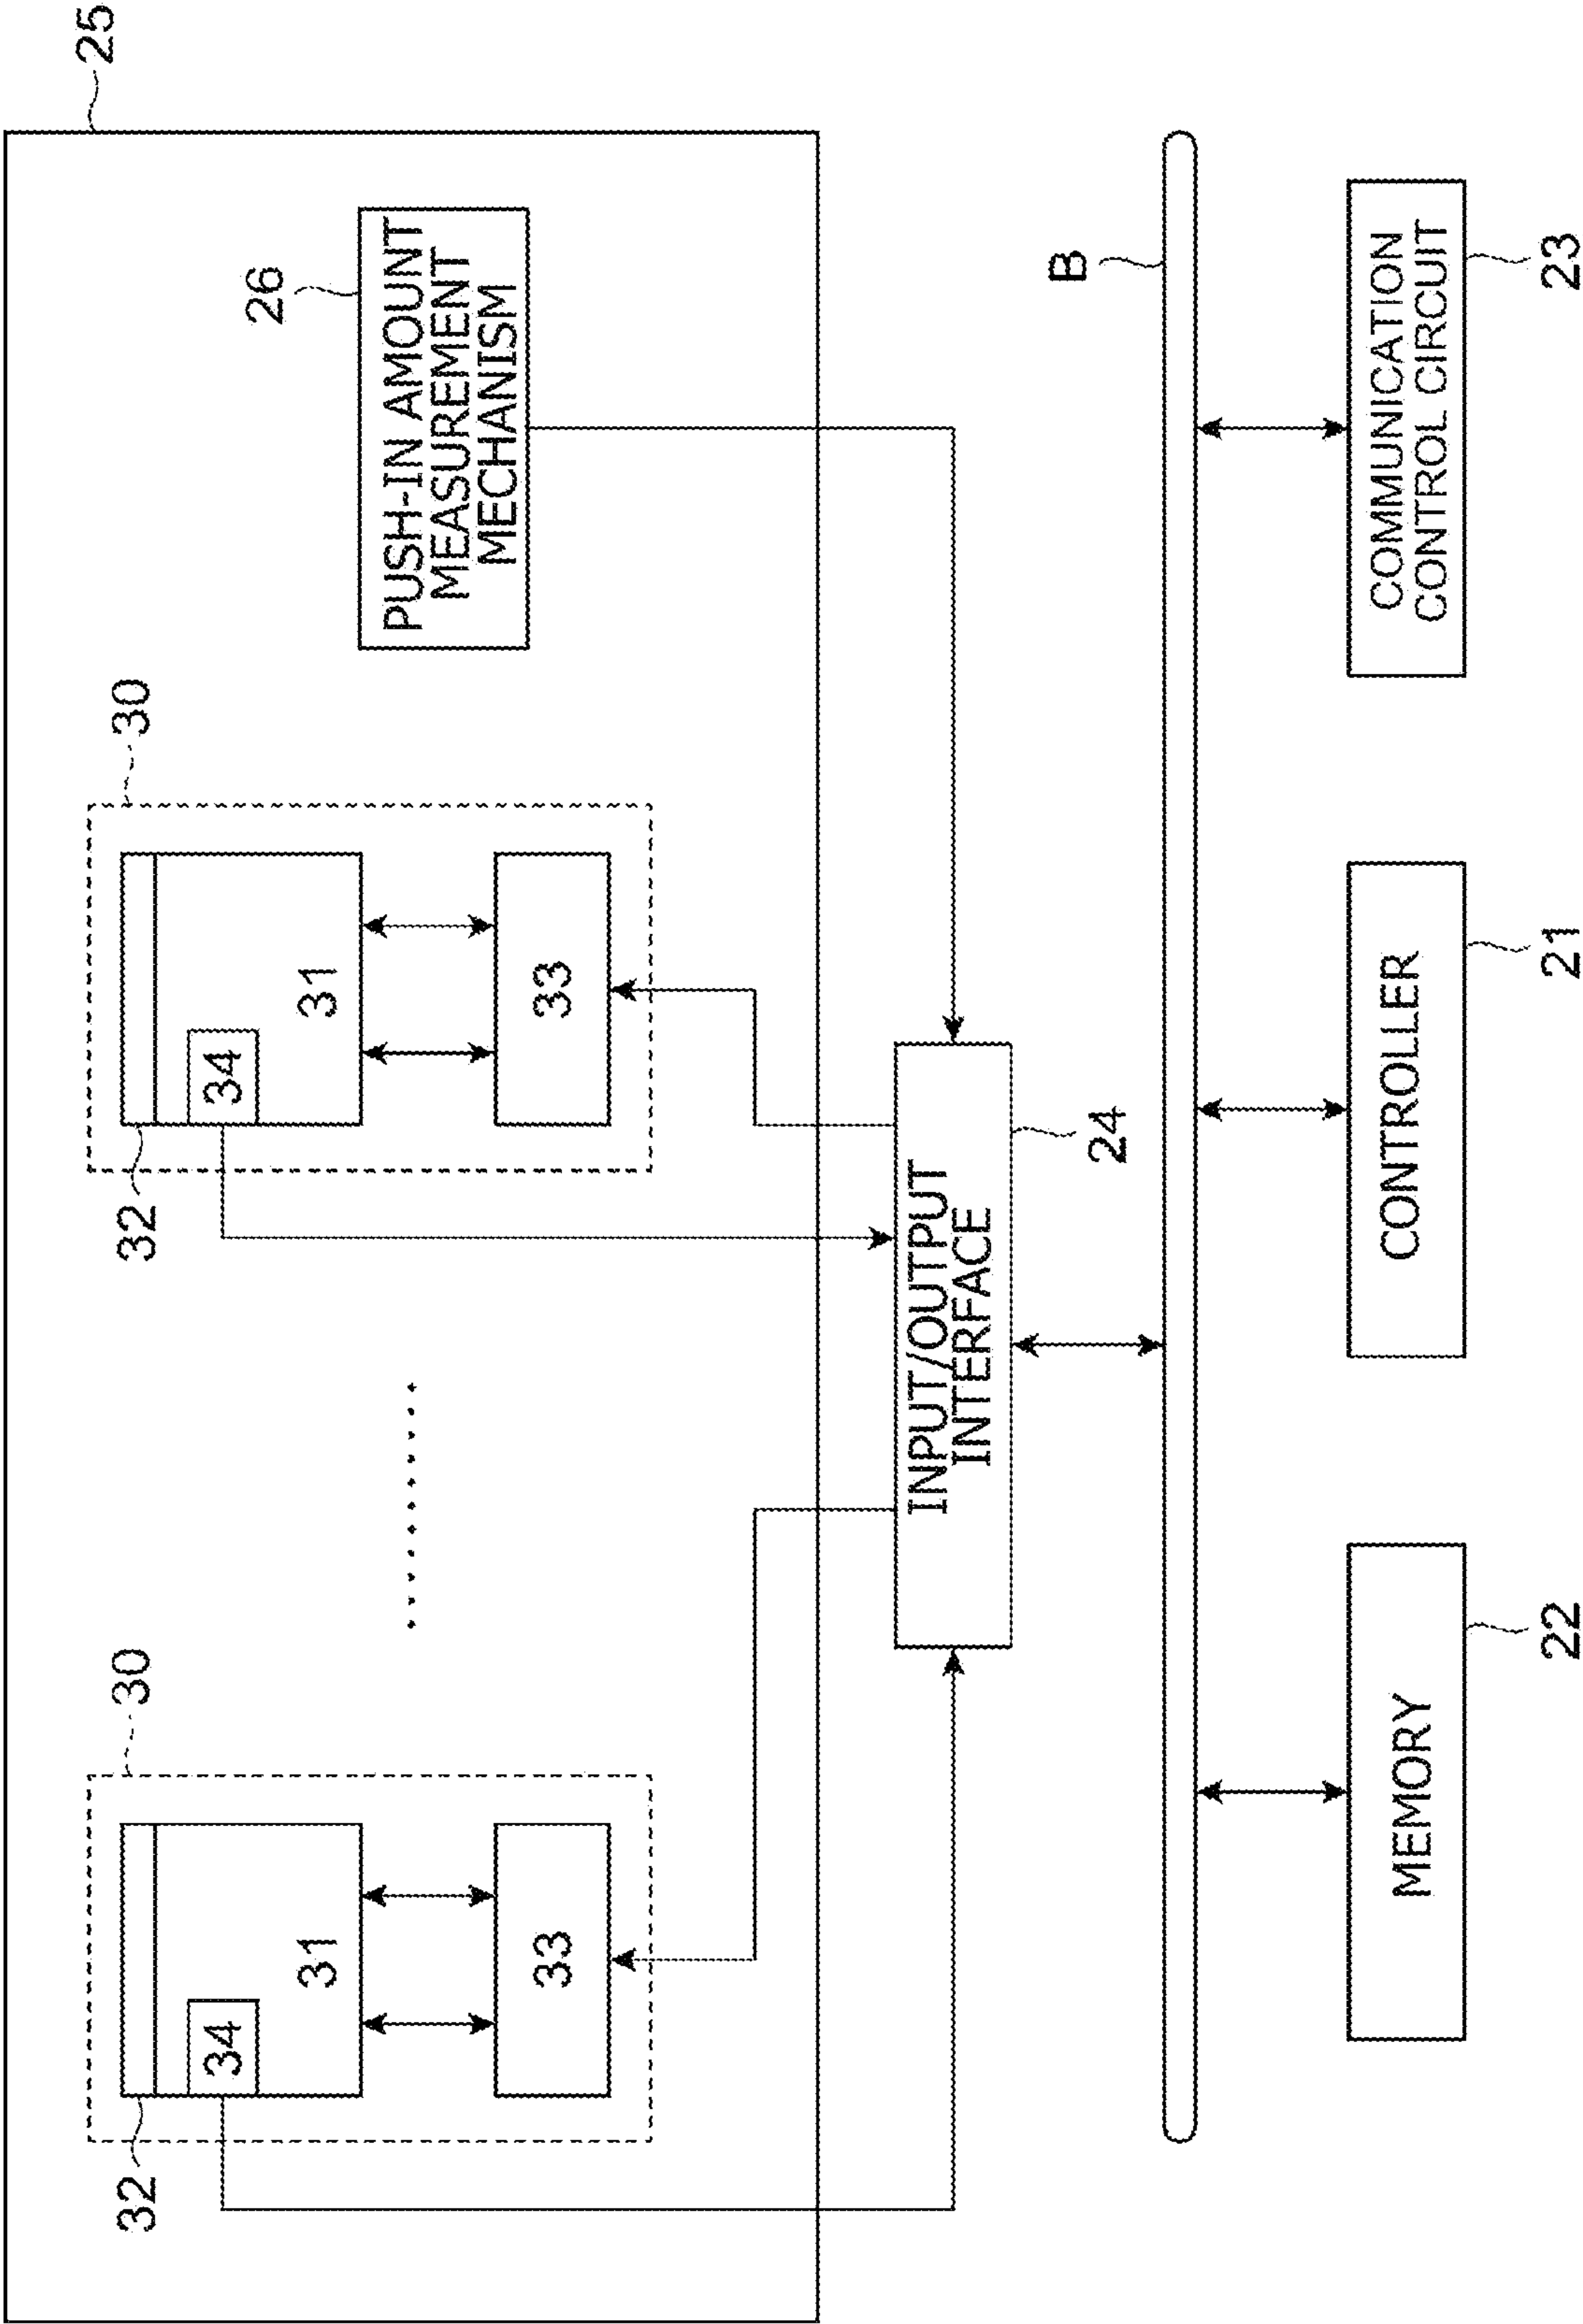 25
30
30
26
32
34
31
33
32
34
31
33
PUSH-IN AMOUNT
MEASUREMENT
MECHANISM
INPUT/OUTPUT
INTERFACE
24
B
MEMORY
22
CONTROLLER
21
COMMUNICATION
CONTROL CIRCUIT
23